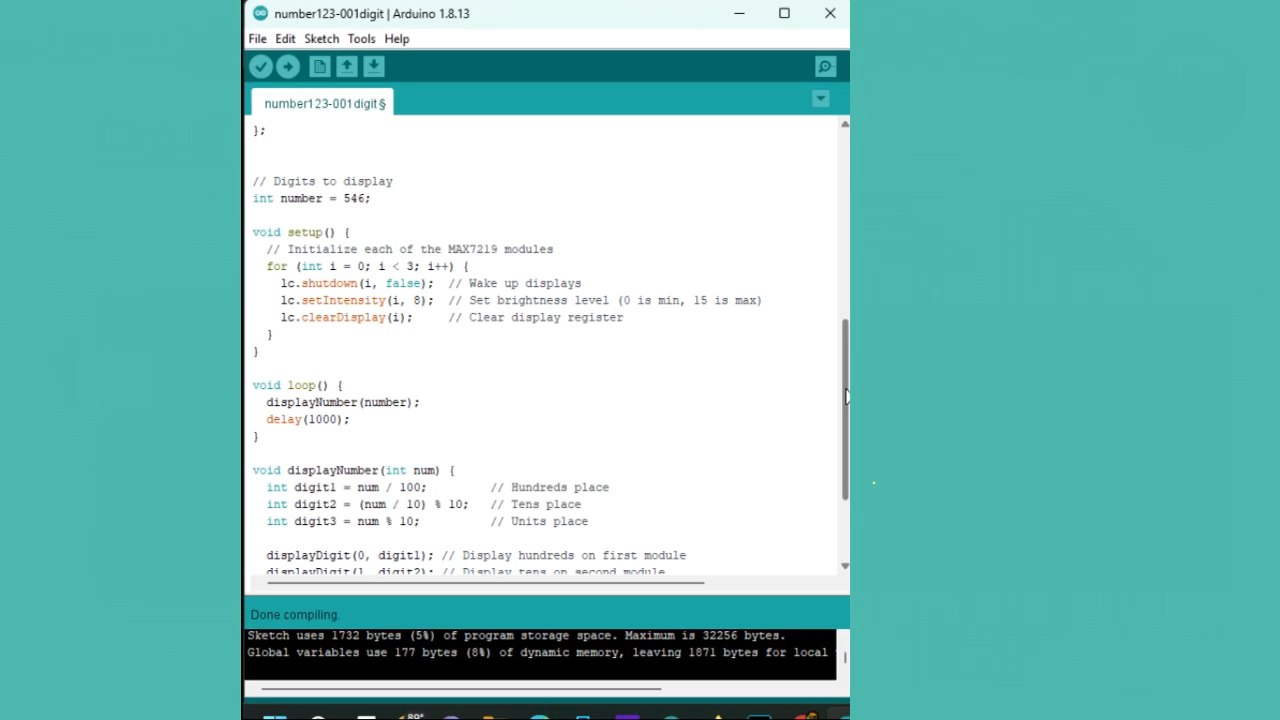 number123-001digit | Arduino 1.8.13
File Edit Sketch Tools Help
number123-001digit§
};
// Digits to display
int number = 546;
void setup() {
// Initialize each of the MAX7219 modules
for (int i = 0; i < 3; i++) {
lc.shutdown(i, false); // Wake up displays
lc.setIntensity(i, 8); // Set brightness level (0 is min, 15 is max)
lc.clearDisplay(i); // Clear display register
}
}
void loop() {
displayNumber(number);
delay(1000);
}
void displayNumber(int num) {
int digit1 = num / 100; // Hundreds place
int digit2 = (num / 10) % 10; // Tens place
int digit3 = num % 10; // Units place
displayDigit(0, digit1); // Display hundreds on first module
displayDigit(1, digit2); // Display tens on second module
Done compiling.
Sketch uses 1732 bytes (5%) of program storage space. Maximum is 32256 bytes.
Global variables use 177 bytes (8%) of dynamic memory, leaving 1871 bytes for local
89°